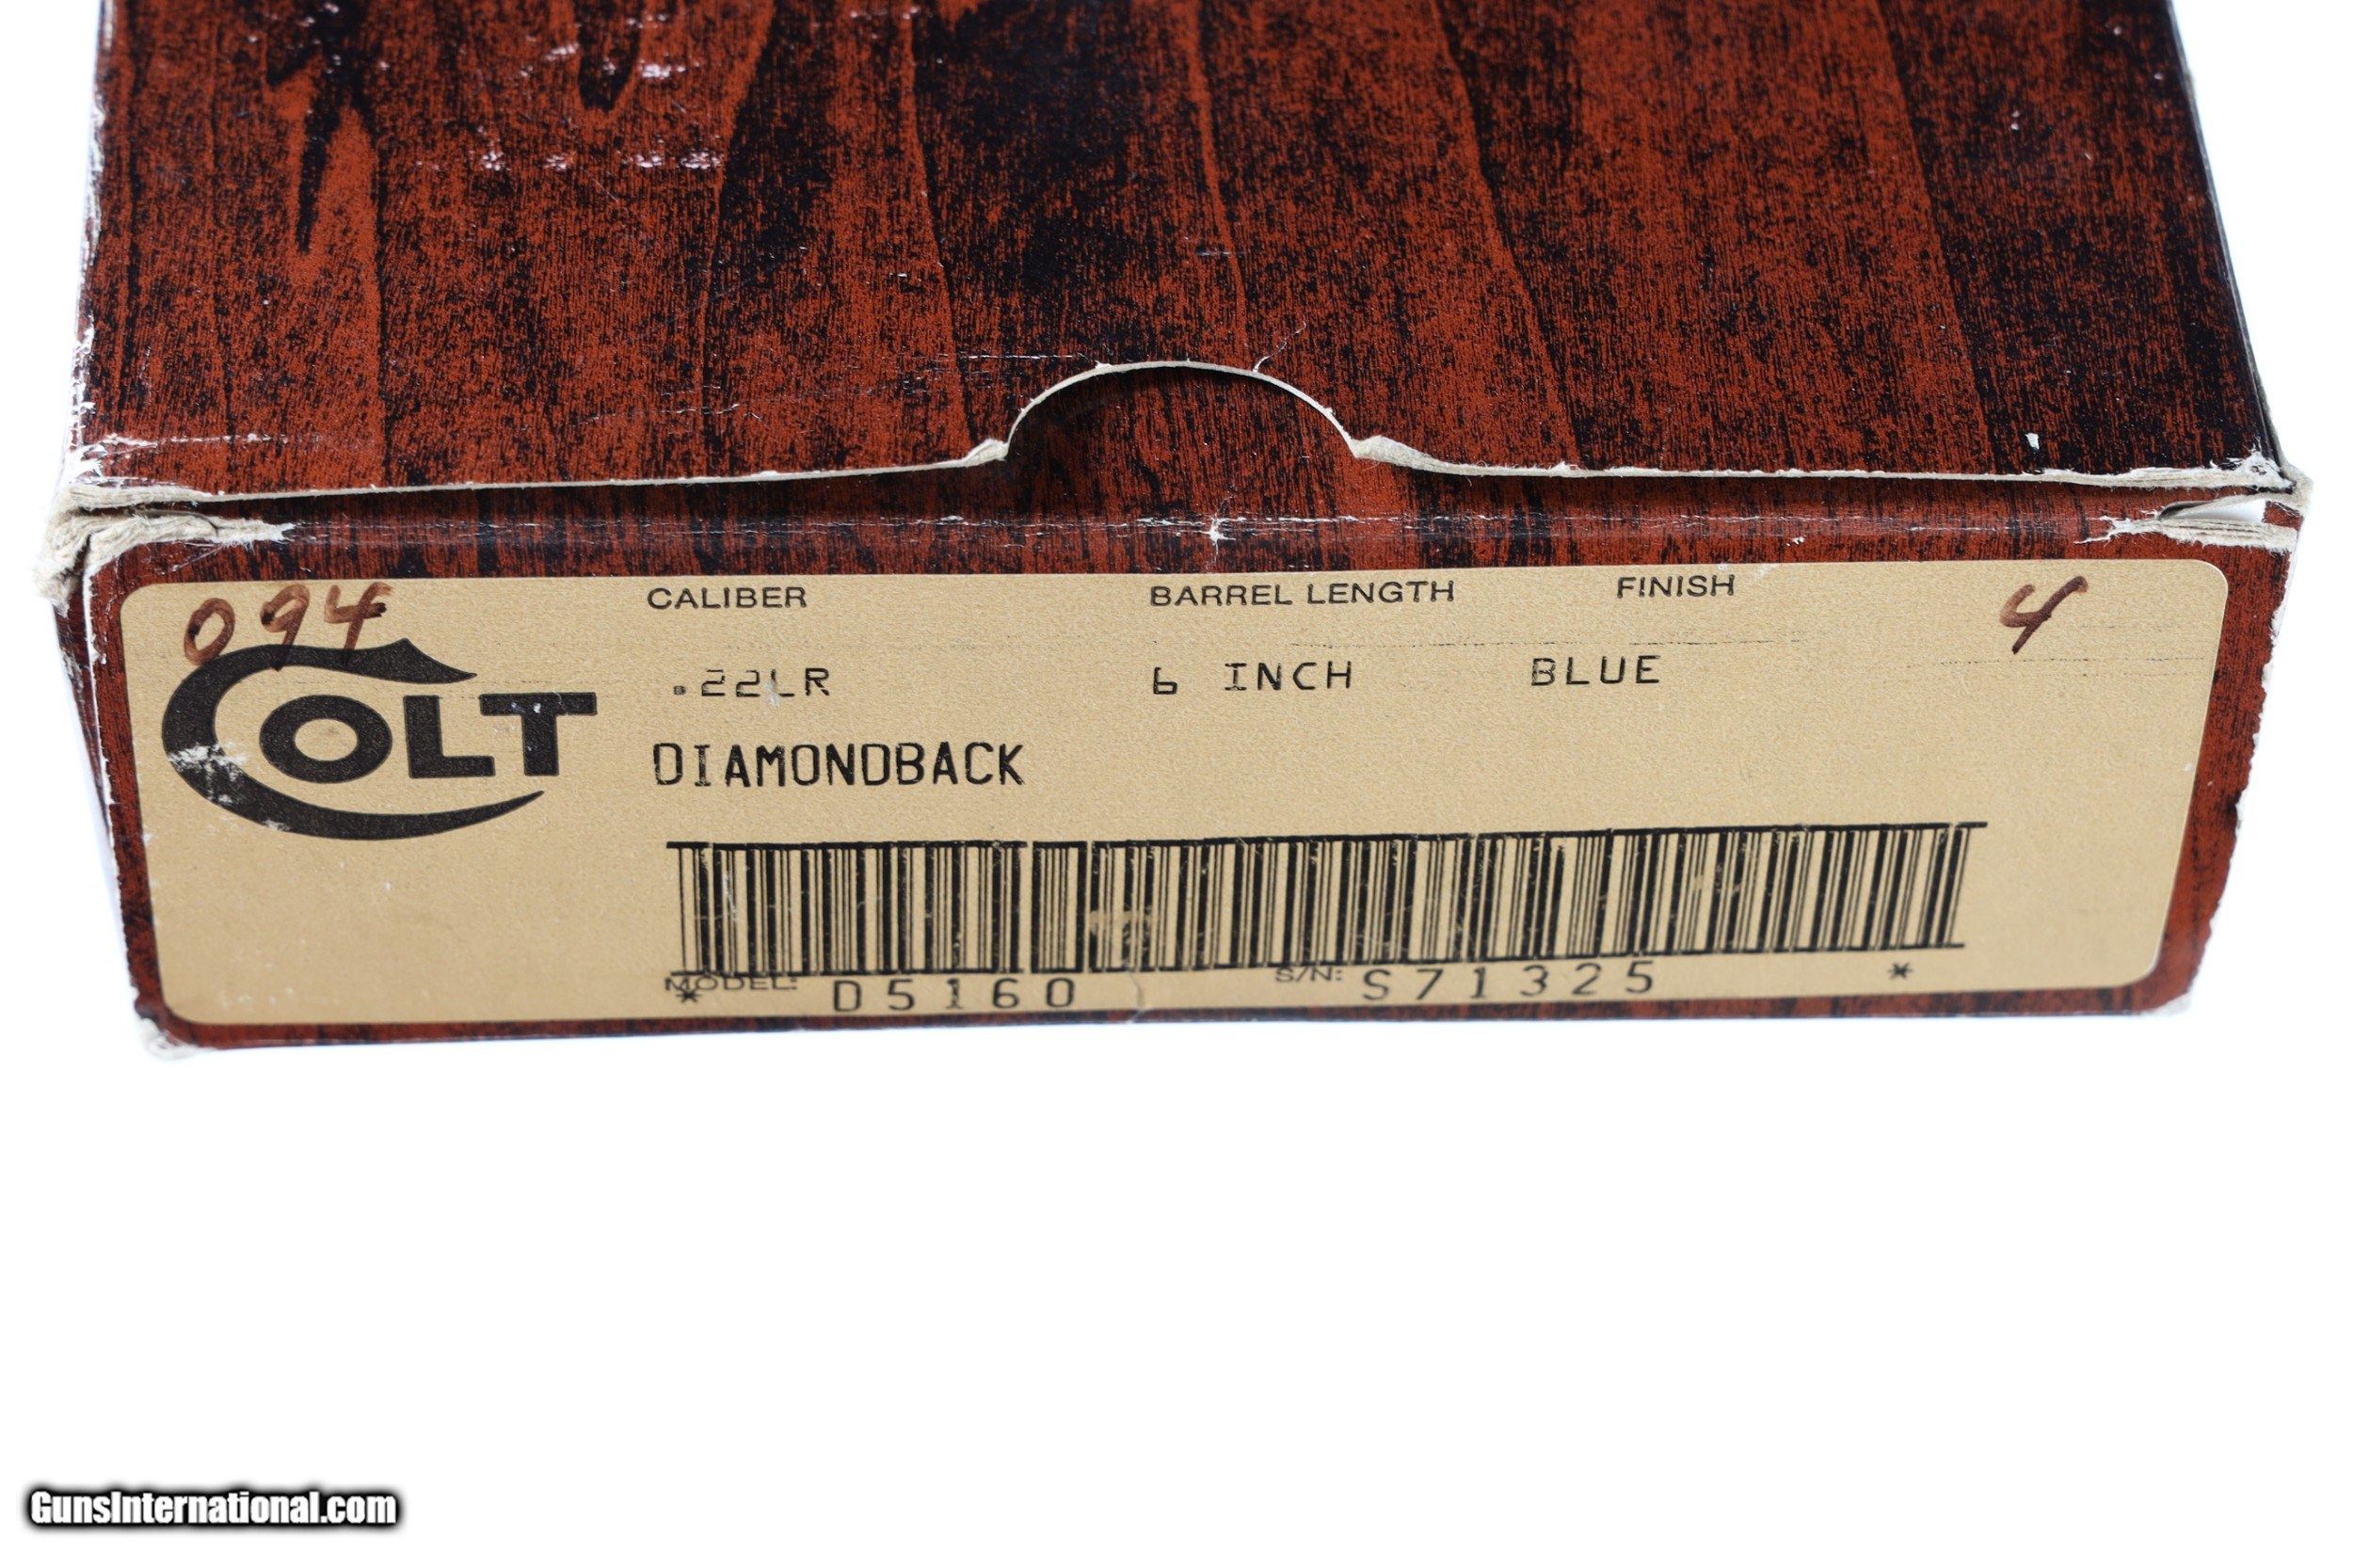 094
4
CALIBER BARREL LENGTH FINISH
COLT
.22LR 6 INCH BLUE
DIAMONDBACK
MODEL: S/N:
* D5160 S71325 *
GunsInternational.com